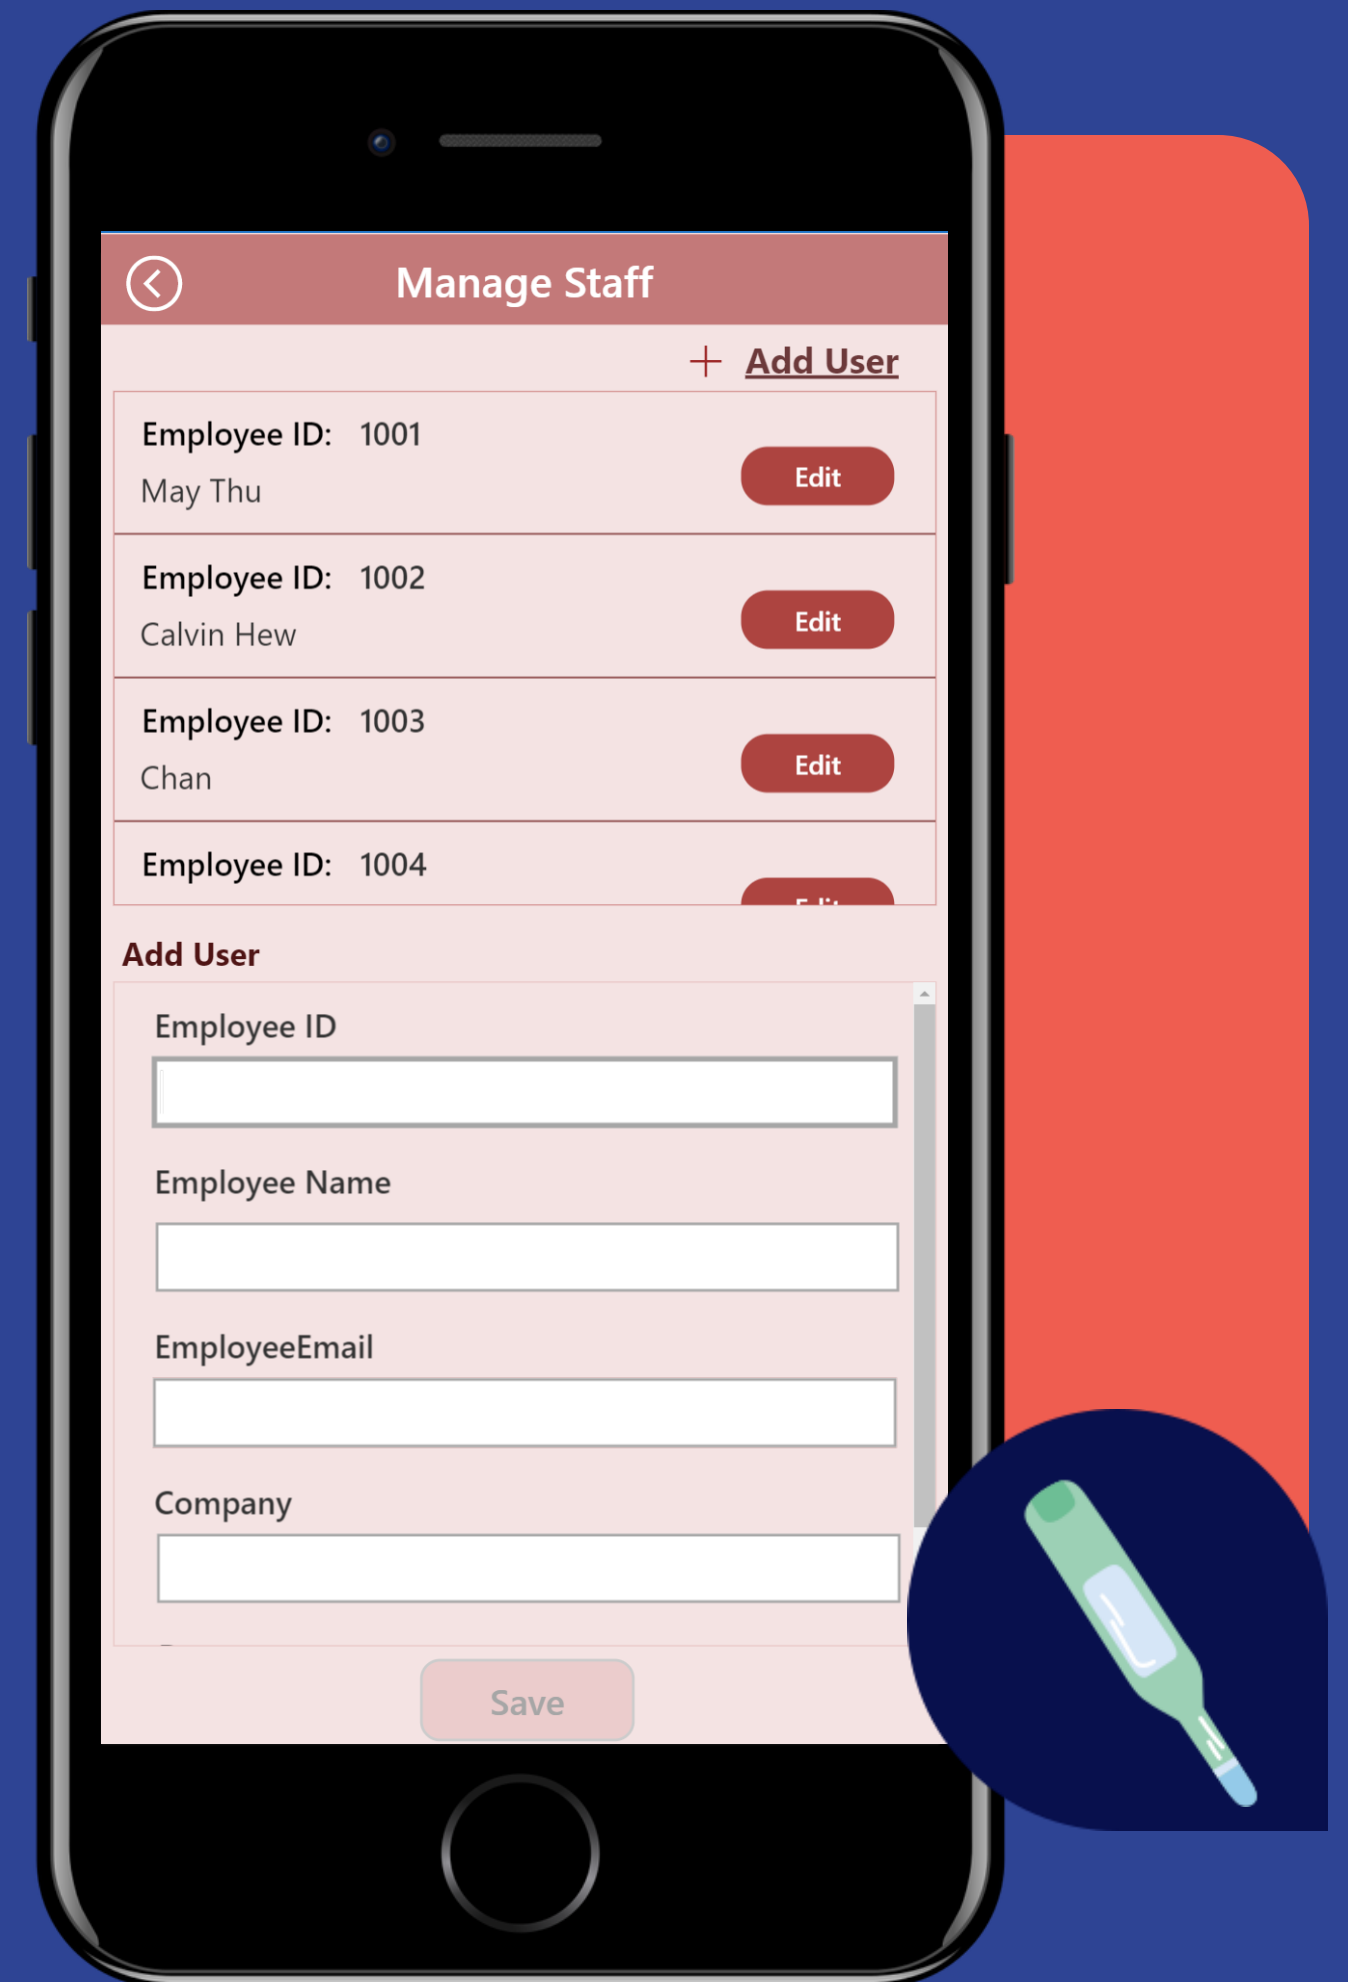 Manage Staff
+ Add User
Employee ID: 1001
May Thu
Edit
Employee ID: 1002
Calvin Hew
Edit
Employee ID: 1003
Chan
Edit
Employee ID: 1004
Edit
Add User
Employee ID
Employee Name
EmployeeEmail
Company
Save